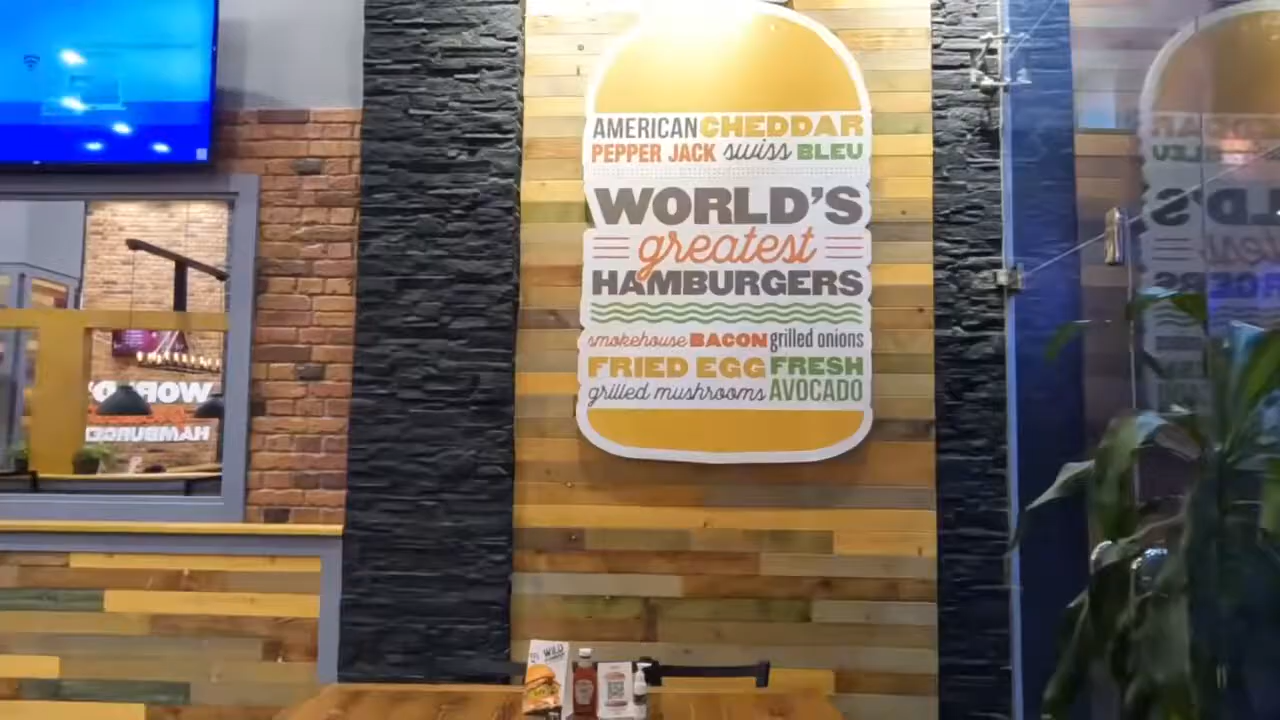 AMERICAN CHEDDAR
PEPPER JACK swiss BLEU
WORLD'S
greatest
HAMBURGERS
smokehouse BACON grilled onions
FRIED EGG FRESH
grilled mushrooms AVOCADO
WILD